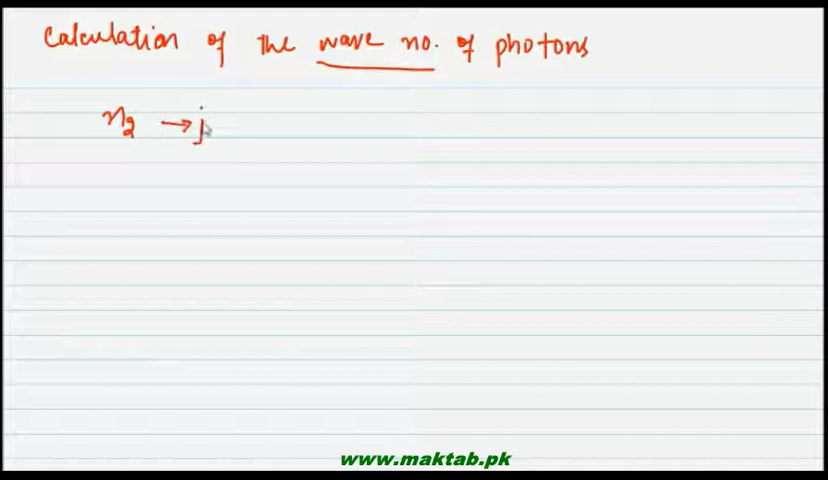 Calculation of the wave no. of photons
n₂ → j
www.maktab.pk